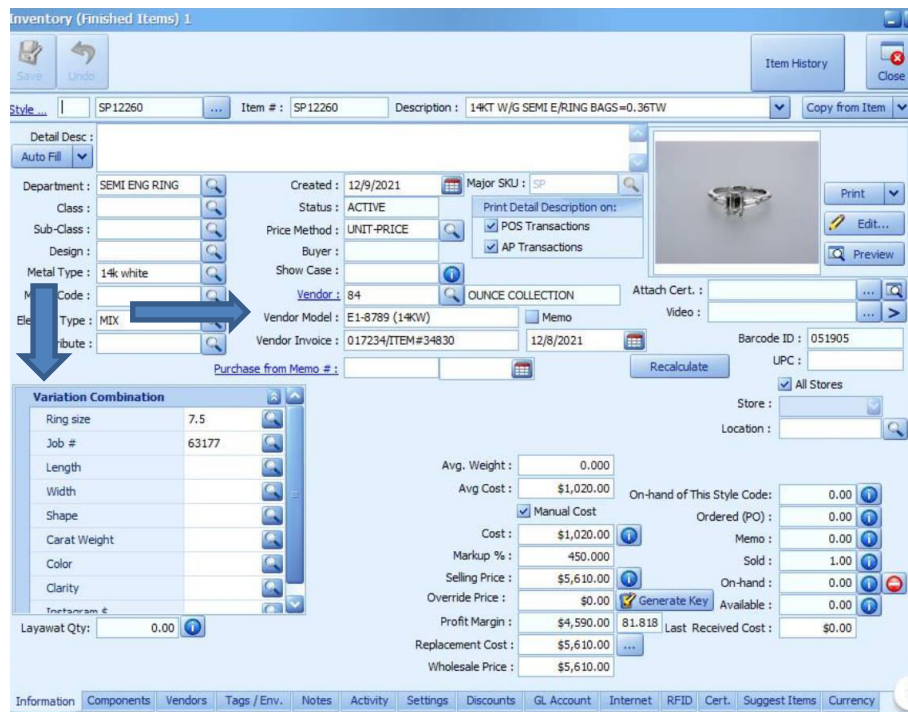 Inventory (Finished Items) 1
Save Undo Item History Close
Style ... SP12260 ... Item # : SP12260 Description : 14KT W/G SEMI E/RING BAGS=0.36TW Copy from Item
Detail Desc :
Auto Fill
Department : SEMI ENG RING Created : 12/9/2021 Major SKU : SP
Class : Status : ACTIVE Print Detail Description on: Print
Sub-Class : Price Method : UNIT-PRICE POS Transactions Edit...
Design : Buyer : AP Transactions Preview
Metal Type : 14k white Show Case :
Code : Vendor : 84 OUNCE COLLECTION Attach Cert. : ...
Type : MIX Vendor Model : E1-8789 (14KW) Memo Video : ... >
Vendor Invoice : 017234/ITEM#34830 12/8/2021 Barcode ID : 051905
Purchase from Memo # : Recalculate UPC :
All Stores
Variation Combination Store :
Ring size 7.5 Location :
Job # 63177
Length Avg. Weight : 0.000
Width Avg Cost : $1,020.00 On-hand of This Style Code: 0.00
Shape Manual Cost Ordered (PO) : 0.00
Carat Weight Cost : $1,020.00 Memo : 0.00
Color Markup % : 450.000 Sold : 1.00
Clarity Selling Price : $5,610.00 On-hand : 0.00
Instagram $ Override Price : $0.00 Generate Key Available : 0.00
Layawat Qty: 0.00 Profit Margin : $4,590.00 81.818 Last Received Cost : $0.00
Replacement Cost : $5,610.00 ...
Wholesale Price : $5,610.00
Information Components Vendors Tags / Env. Notes Activity Settings Discounts GL Account Internet RFID Cert. Suggest Items Currency